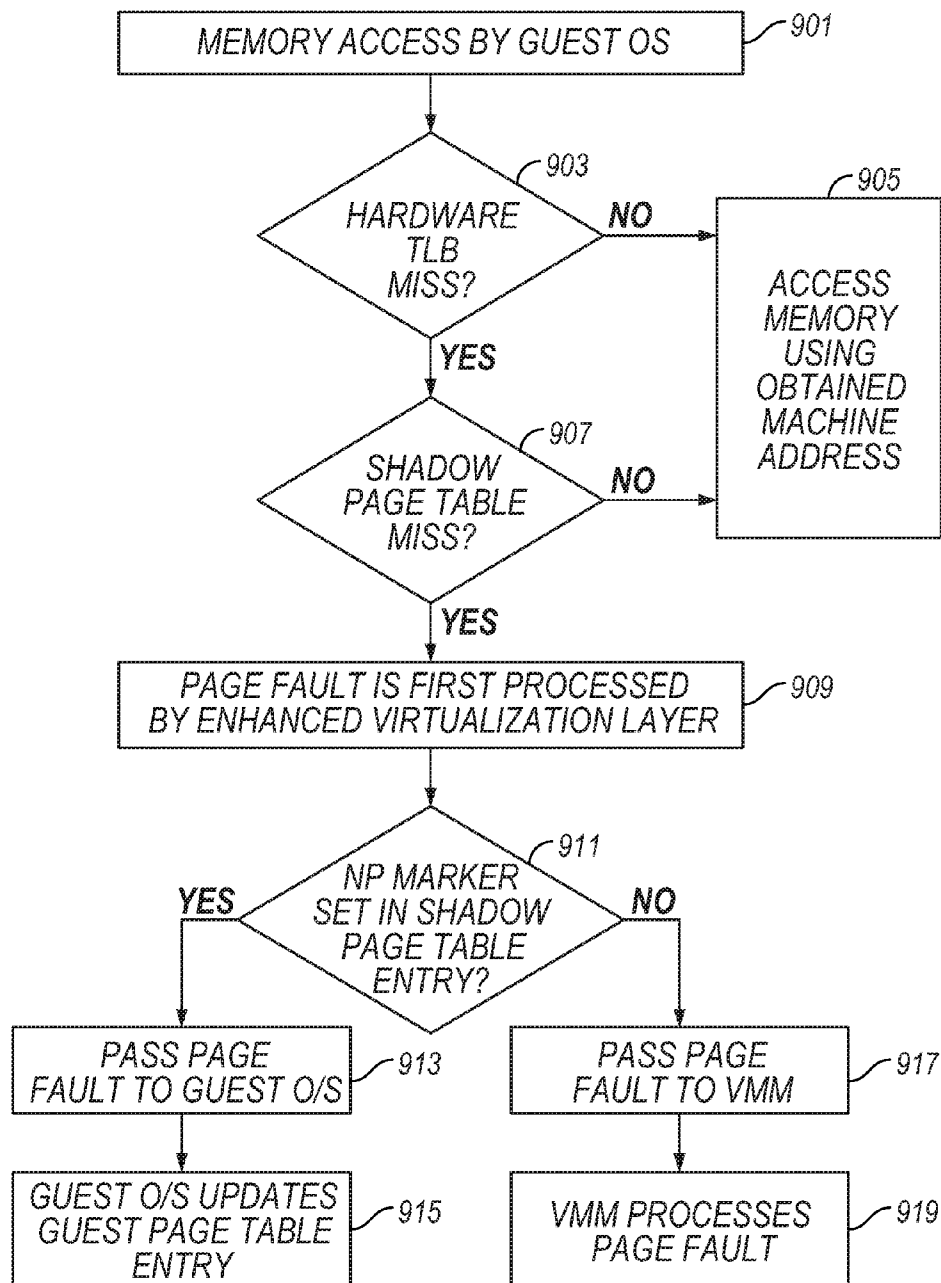 MEMORY ACCESS BY GUEST OS
901
903
HARDWARE
TLB
MISS?
NO
YES
905
ACCESS
MEMORY
USING
OBTAINED
MACHINE
ADDRESS
907
SHADOW
PAGE TABLE
MISS?
NO
YES
PAGE FAULT IS FIRST PROCESSED
BY ENHANCED VIRTUALIZATION LAYER
909
911
NP MARKER
SET IN SHADOW
PAGE TABLE
ENTRY?
YES
NO
PASS PAGE
FAULT TO GUEST O/S
913
PASS PAGE
FAULT TO VMM
917
GUEST O/S UPDATES
GUEST PAGE TABLE
ENTRY
915
VMM PROCESSES
PAGE FAULT
919